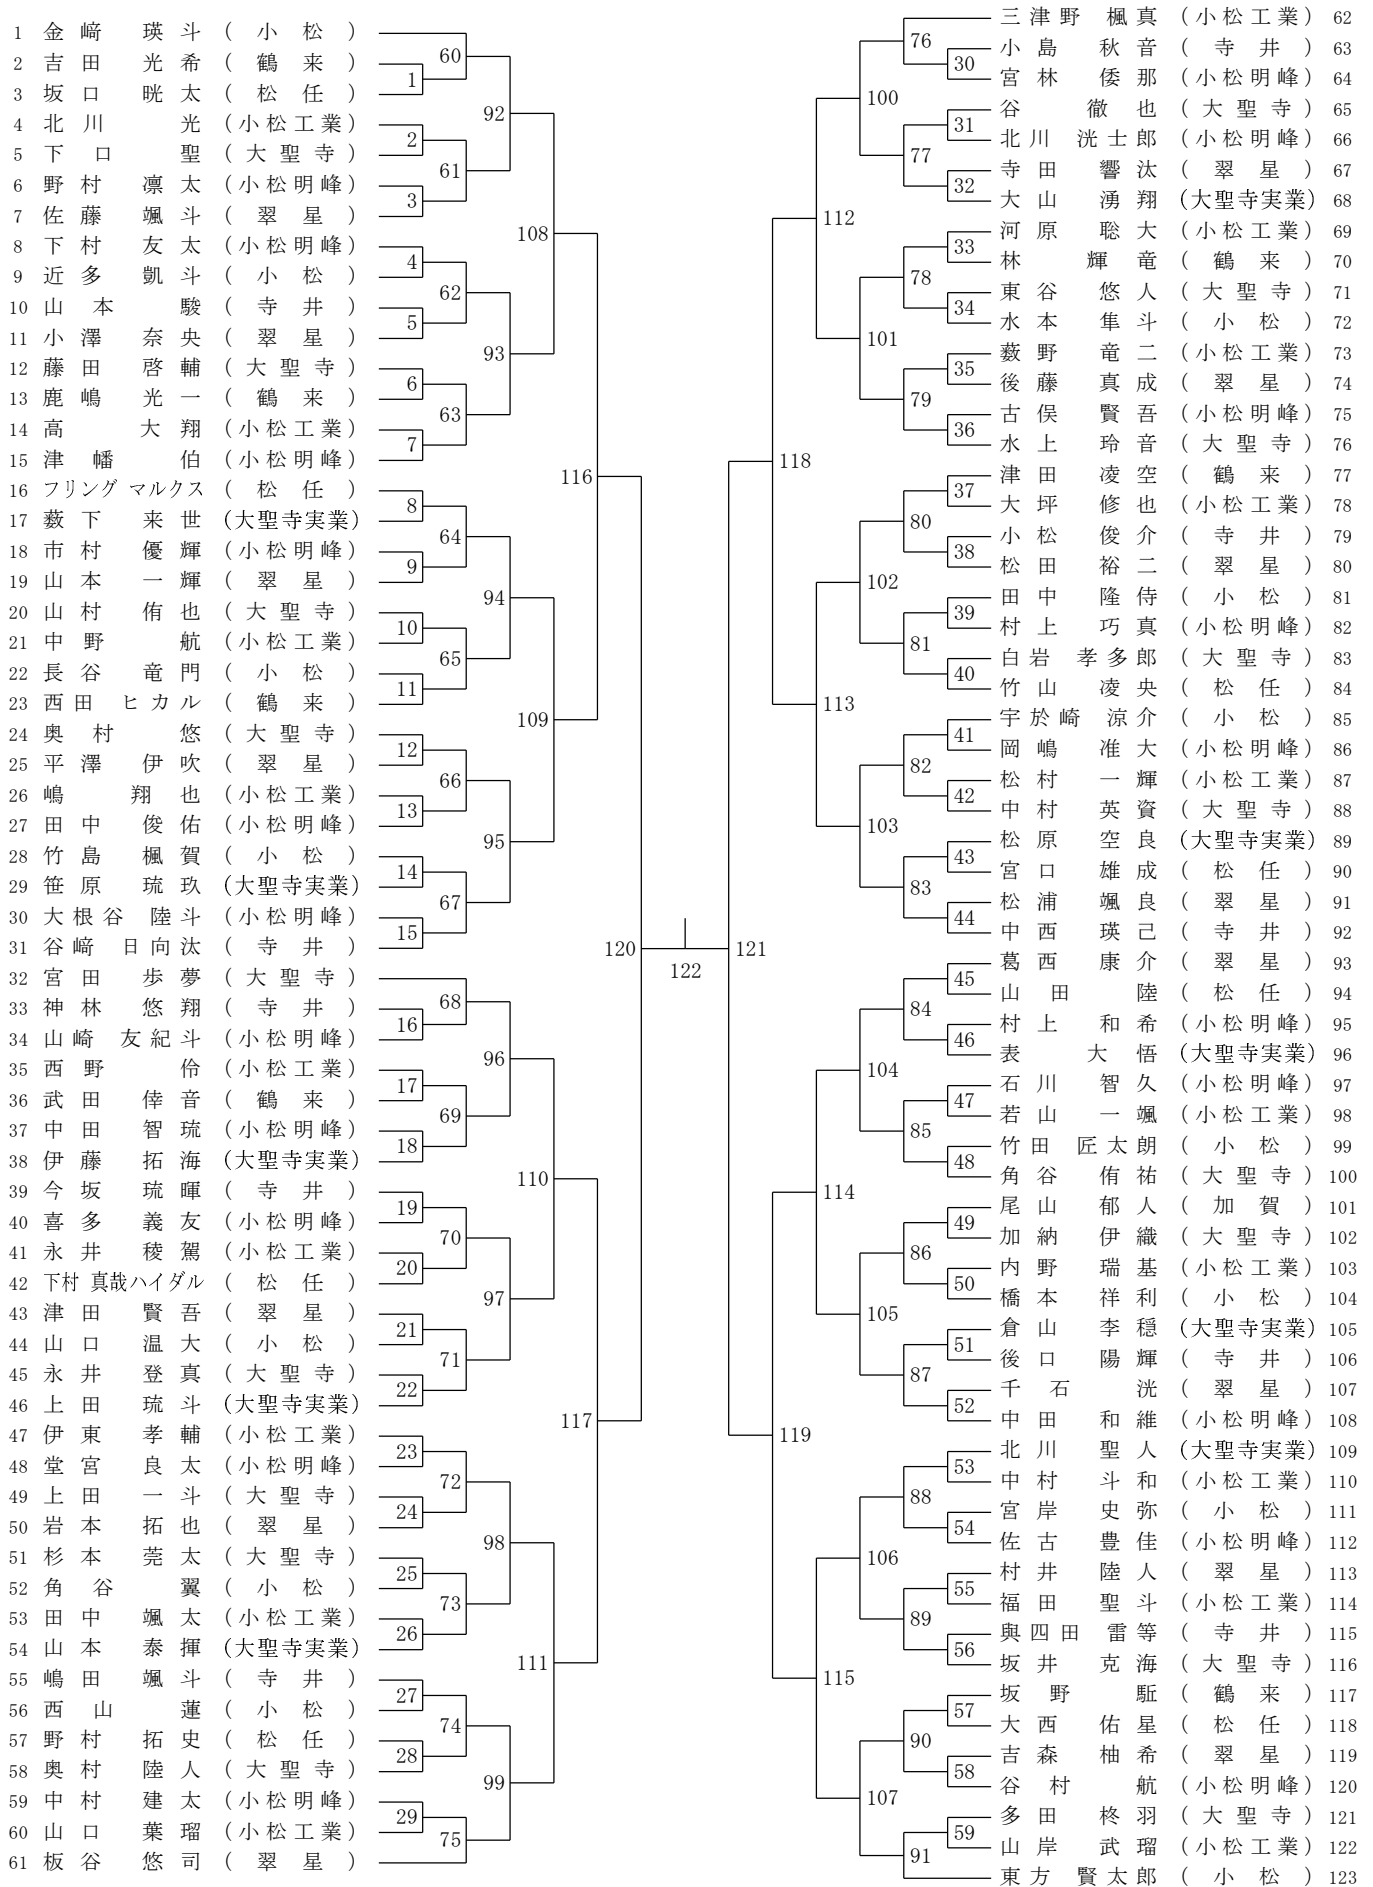 1 金﨑 瑛斗 (小松)
2 吉田 光希 (鶴来)
3 坂口 晄太 (松任)
4 北川 光 (小松工業)
5 下口 聖 (大聖寺)
6 野村 凛太 (小松明峰)
7 佐藤 颯斗 (翠星)
8 下村 友太 (小松明峰)
9 近多 凱斗 (小松)
10 山本 駿 (寺井)
11 小澤 奈央 (翠星)
12 藤田 啓輔 (大聖寺)
13 鹿嶋 光一 (鶴来)
14 高 大翔 (小松工業)
15 津幡 伯 (小松明峰)
16 フリング マルクス (松任)
17 薮下 来世 (大聖寺実業)
18 市村 優輝 (小松明峰)
19 山本 一輝 (翠星)
20 山村 侑也 (大聖寺)
21 中野 航 (小松工業)
22 長谷 竜門 (小松)
23 西田 ヒカル (鶴来)
24 奥村 悠 (大聖寺)
25 平澤 伊吹 (翠星)
26 嶋 翔也 (小松工業)
27 田中 俊佑 (小松明峰)
28 竹島 楓賀 (小松)
29 笹原 琉玖 (大聖寺実業)
30 大根谷 陸斗 (小松明峰)
31 谷﨑 日向汰 (寺井)
32 宮田 歩夢 (大聖寺)
33 神林 悠翔 (寺井)
34 山崎 友紀斗 (小松明峰)
35 西野 伶 (小松工業)
36 武田 倖音 (鶴来)
37 中田 智琉 (小松明峰)
38 伊藤 拓海 (大聖寺実業)
39 今坂 琉暉 (寺井)
40 喜多 義友 (小松明峰)
41 永井 稜駕 (小松工業)
42 下村 真哉ハイダル (松任)
43 津田 賢吾 (翠星)
44 山口 温大 (小松)
45 永井 登真 (大聖寺)
46 上田 琉斗 (大聖寺実業)
47 伊東 孝輔 (小松工業)
48 堂宮 良太 (小松明峰)
49 上田 一斗 (大聖寺)
50 岩本 拓也 (翠星)
51 杉本 莞太 (大聖寺)
52 角谷 翼 (小松)
53 田中 颯太 (小松工業)
54 山本 泰揮 (大聖寺実業)
55 嶋田 颯斗 (寺井)
56 西山 蓮 (小松)
57 野村 拓史 (松任)
58 奥村 陸人 (大聖寺)
59 中村 建太 (小松明峰)
60 山口 葉瑠 (小松工業)
61 板谷 悠司 (翠星)
1
2
3
4
5
6
7
8
9
10
11
12
13
14
15
16
17
18
19
20
21
22
23
24
25
26
27
28
29
60
61
62
63
64
65
66
67
68
69
70
71
72
73
74
75
92
93
94
95
96
97
98
99
108
109
110
111
116
117
120
122
121
118
119
112
113
114
115
100
101
102
103
104
105
106
107
76
77
78
79
80
81
82
83
84
85
86
87
88
89
90
91
30
31
32
33
34
35
36
37
38
39
40
41
42
43
44
45
46
47
48
49
50
51
52
53
54
55
56
57
58
59
三津野 楓真 (小松工業) 62
小島 秋音 (寺井) 63
宮林 倭那 (小松明峰) 64
谷 徹也 (大聖寺) 65
北川 洸士郎 (小松明峰) 66
寺田 響汰 (翠星) 67
大山 湧翔 (大聖寺実業) 68
河原 聡大 (小松工業) 69
林 輝竜 (鶴来) 70
東谷 悠人 (大聖寺) 71
水本 隼斗 (小松) 72
薮野 竜二 (小松工業) 73
後藤 真成 (翠星) 74
古俣 賢吾 (小松明峰) 75
水上 玲音 (大聖寺) 76
津田 凌空 (鶴来) 77
大坪 修也 (小松工業) 78
小松 俊介 (寺井) 79
松田 裕二 (翠星) 80
田中 隆侍 (小松) 81
村上 巧真 (小松明峰) 82
白岩 孝多郎 (大聖寺) 83
竹山 凌央 (松任) 84
宇於崎 涼介 (小松) 85
岡嶋 准大 (小松明峰) 86
松村 一輝 (小松工業) 87
中村 英資 (大聖寺) 88
松原 空良 (大聖寺実業) 89
宮口 雄成 (松任) 90
松浦 颯良 (翠星) 91
中西 瑛己 (寺井) 92
葛西 康介 (翠星) 93
山田 陸 (松任) 94
村上 和希 (小松明峰) 95
表 大悟 (大聖寺実業) 96
石川 智久 (小松明峰) 97
若山 一颯 (小松工業) 98
竹田 匠太朗 (小松) 99
角谷 侑祐 (大聖寺) 100
尾山 郁人 (加賀) 101
加納 伊織 (大聖寺) 102
内野 瑞基 (小松工業) 103
橋本 祥利 (小松) 104
倉山 李穏 (大聖寺実業) 105
後口 陽輝 (寺井) 106
千石 洸 (翠星) 107
中田 和維 (小松明峰) 108
北川 聖人 (大聖寺実業) 109
中村 斗和 (小松工業) 110
宮岸 史弥 (小松) 111
佐古 豊佳 (小松明峰) 112
村井 陸人 (翠星) 113
福田 聖斗 (小松工業) 114
與四田 雷等 (寺井) 115
坂井 克海 (大聖寺) 116
坂野 駈 (鶴来) 117
大西 佑星 (松任) 118
吉森 柚希 (翠星) 119
谷村 航 (小松明峰) 120
多田 柊羽 (大聖寺) 121
山岸 武瑠 (小松工業) 122
東方 賢太郎 (小松) 123